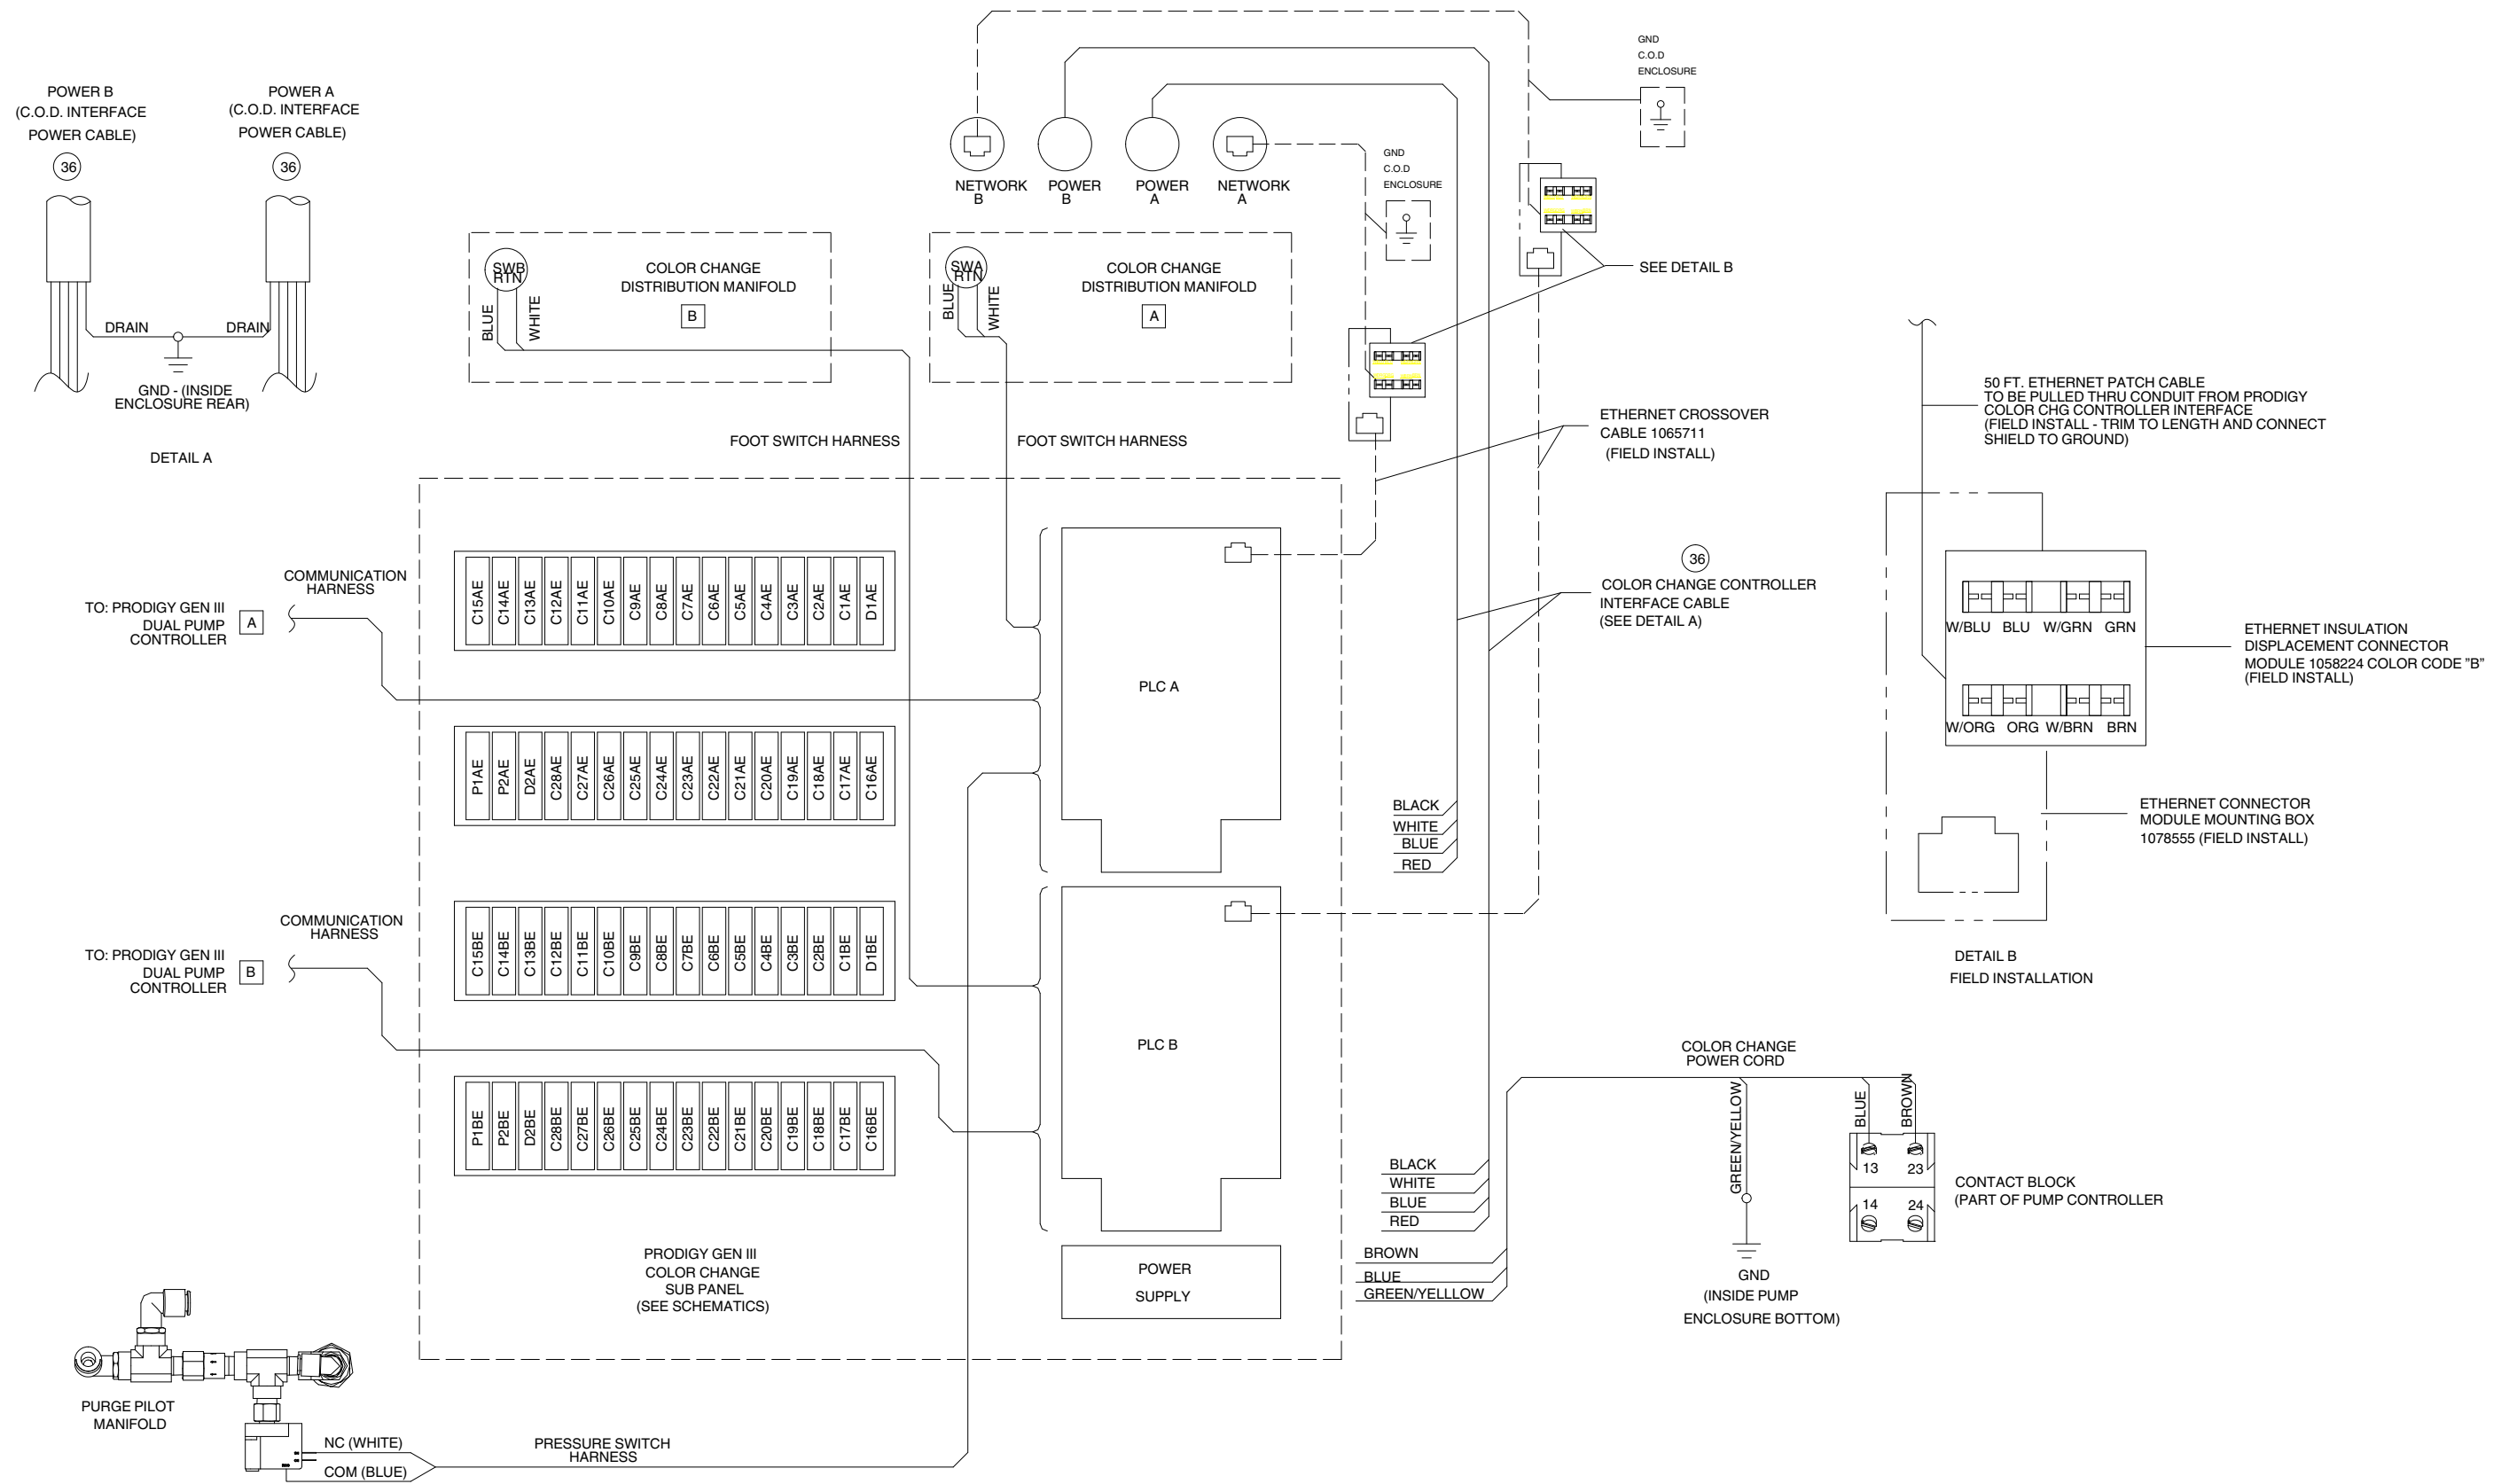 POWER B
(C.O.D. INTERFACE
POWER CABLE)
36
POWER A
(C.O.D. INTERFACE
POWER CABLE)
36
DRAIN
DRAIN
GND - (INSIDE
ENCLOSURE REAR)
DETAIL A
NETWORK
B
POWER
B
POWER
A
NETWORK
A
GND
C.O.D
ENCLOSURE
GND
C.O.D
ENCLOSURE
SWB
RTN
BLUE
WHITE
COLOR CHANGE
DISTRIBUTION MANIFOLD
B
SWA
RTN
BLUE
WHITE
COLOR CHANGE
DISTRIBUTION MANIFOLD
A
SEE DETAIL B
FOOT SWITCH HARNESS
FOOT SWITCH HARNESS
ETHERNET CROSSOVER
CABLE 1065711
(FIELD INSTALL)
50 FT. ETHERNET PATCH CABLE
TO BE PULLED THRU CONDUIT FROM PRODIGY
COLOR CHG CONTROLLER INTERFACE
(FIELD INSTALL - TRIM TO LENGTH AND CONNECT
SHIELD TO GROUND)
COMMUNICATION
HARNESS
TO: PRODIGY GEN III
DUAL PUMP
CONTROLLER
A
C15AE
C14AE
C13AE
C12AE
C11AE
C10AE
C9AE
C8AE
C7AE
C6AE
C5AE
C4AE
C3AE
C2AE
C1AE
D1AE
P1AE
P2AE
D2AE
C28AE
C27AE
C26AE
C25AE
C24AE
C23AE
C22AE
C21AE
C20AE
C19AE
C18AE
C17AE
C16AE
PLC A
36
COLOR CHANGE CONTROLLER
INTERFACE CABLE
(SEE DETAIL A)
BLACK
WHITE
BLUE
RED
W/BLU
BLU
W/GRN
GRN
W/ORG
ORG
W/BRN
BRN
ETHERNET INSULATION
DISPLACEMENT CONNECTOR
MODULE 1058224 COLOR CODE "B"
(FIELD INSTALL)
ETHERNET CONNECTOR
MODULE MOUNTING BOX
1078555 (FIELD INSTALL)
DETAIL B
FIELD INSTALLATION
COMMUNICATION
HARNESS
TO: PRODIGY GEN III
DUAL PUMP
CONTROLLER
B
C15BE
C14BE
C13BE
C12BE
C11BE
C10BE
C9BE
C8BE
C7BE
C6BE
C5BE
C4BE
C3BE
C2BE
C1BE
D1BE
P1BE
P2BE
D2BE
C28BE
C27BE
C26BE
C25BE
C24BE
C23BE
C22BE
C21BE
C20BE
C19BE
C18BE
C17BE
C16BE
PLC B
BLACK
WHITE
BLUE
RED
BROWN
BLUE
GREEN/YELLLOW
POWER
SUPPLY
PRODIGY GEN III
COLOR CHANGE
SUB PANEL
(SEE SCHEMATICS)
COLOR CHANGE
POWER CORD
GREEN/YELLOW
BLUE
BROWN
13
23
14
24
CONTACT BLOCK
(PART OF PUMP CONTROLLER
GND
(INSIDE PUMP
ENCLOSURE BOTTOM)
PURGE PILOT
MANIFOLD
NC (WHITE)
COM (BLUE)
PRESSURE SWITCH
HARNESS